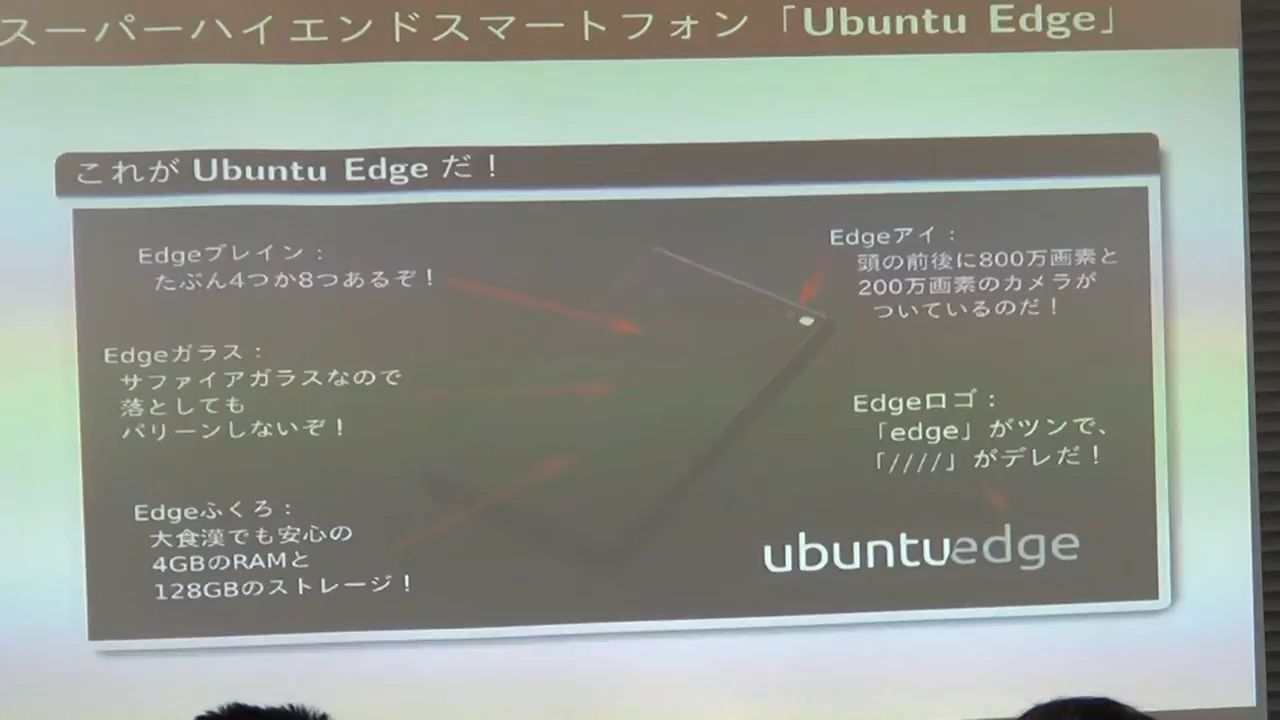 スーパーハイエンドスマートフォン「Ubuntu Edge」
これが Ubuntu Edge だ！
Edgeブレイン：
たぶん4つか8つあるぞ！
Edgeガラス：
サファイアガラスなので
落としても
パリーンしないぞ！
Edgeふくろ：
大食漢でも安心の
4GBのRAMと
128GBのストレージ！
Edgeアイ：
頭の前後に800万画素と
200万画素のカメラが
ついているのだ！
Edgeロゴ：
「edge」がツンで、
「////」がデレだ！
ubuntuedge